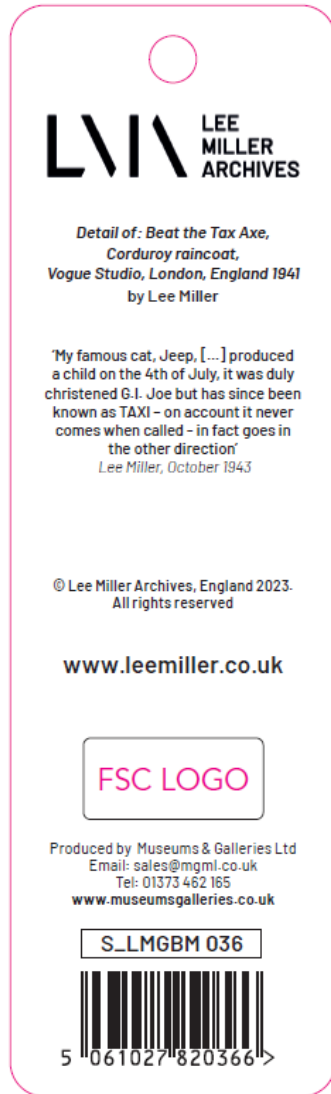 LMA LEE
MILLER
ARCHIVES
Detail of: Beat the Tax Axe,
Corduroy raincoat,
Vogue Studio, London, England 1941
by Lee Miller
'My famous cat, Jeep, [...] produced
a child on the 4th of July, it was duly
christened G.I. Joe but has since been
known as TAXI – on account it never
comes when called – in fact goes in
the other direction'
Lee Miller, October 1943
© Lee Miller Archives, England 2023.
All rights reserved
www.leemiller.co.uk
FSC LOGO
Produced by Museums & Galleries Ltd
Email: sales@mgml.co.uk
Tel: 01373 462 165
www.museumsgalleries.co.uk
S_LMGBM 036
5 061027 820366 >